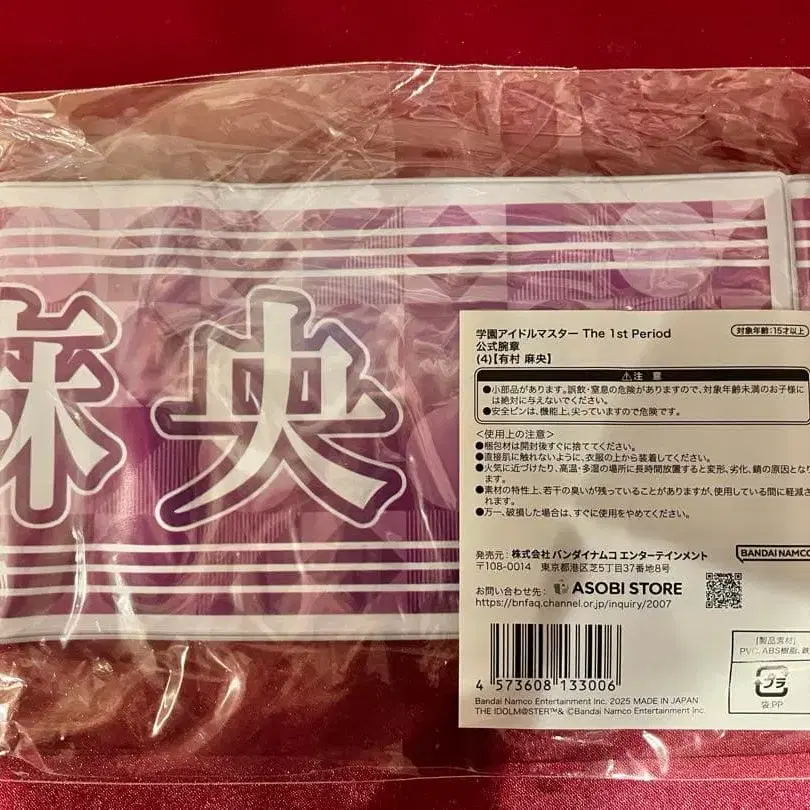 麻央
学園アイドルマスター The 1st Period
公式腕章
(4)【有村 麻央】
対象年齢:15才以上
⚠注 意
●小部品があります。誤飲・窒息の危険がありますので、対象年齢未満のお子様に
は絶対に与えないでください。
●安全ピンは、機能上、尖っていますので危険です。
<使用上の注意>
●梱包材は開封後すぐに捨ててください。
●直接肌に触れないように、衣服の上から装着してください。
●火気に近づけたり、高温・多湿の場所に長時間放置すると変形、劣化、錆の原因となり
ます。
●素材の特性上、若干の臭いが残っていることがありますが、使用している間に軽減さ
れます。
●万一、破損した場合は、すぐに使用をやめてください。
発売元: 株式会社 バンダイナムコ エンターテインメント
〒108-0014 東京都港区芝5丁目37番地8号
BANDAI NAMCO
お問い合わせ先: ASOBI STORE
https://bnfaq.channel.or.jp/inquiry/2007
4 573608 133006
[製品素材]
PVC、ABS樹脂、鉄
プラ
袋:PP
Bandai Namco Entertainment Inc. 2025 MADE IN JAPAN
THE IDOLM@STER™& ©Bandai Namco Entertainment Inc.